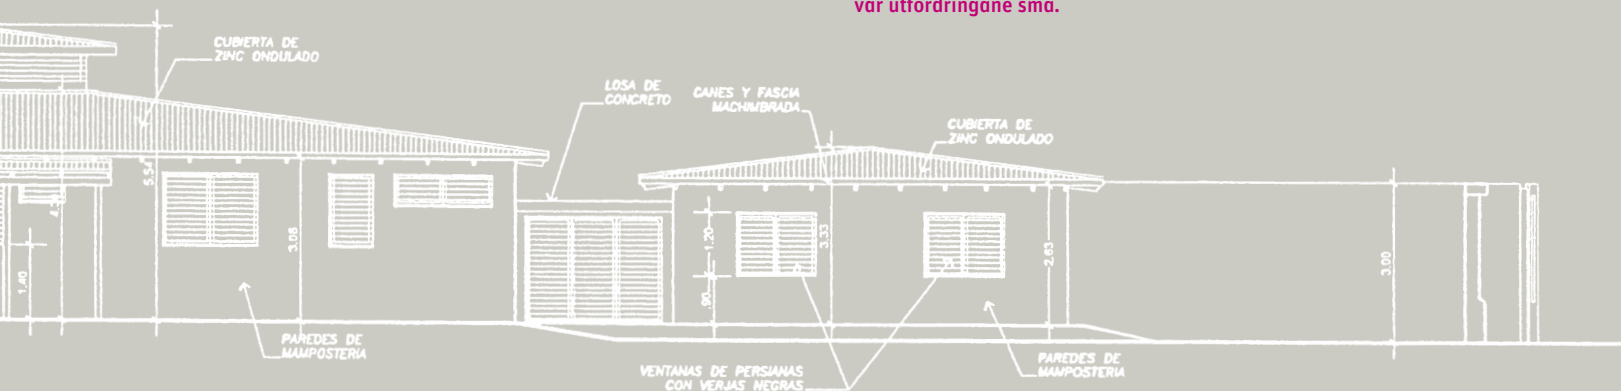 var utfordringane små.
CUBIERTA DE
ZINC ONDULADO
LOSA DE
CONCRETO
CANES Y FASCIA
MACHIMBRADA
CUBIERTA DE
ZINC ONDULADO
5.54
3.08
1.40
1.20
.90
3.33
2.63
3.00
PAREDES DE
MAMPOSTERIA
VENTANAS DE PERSIANAS
CON VERJAS NEGRAS
PAREDES DE
MAMPOSTERIA